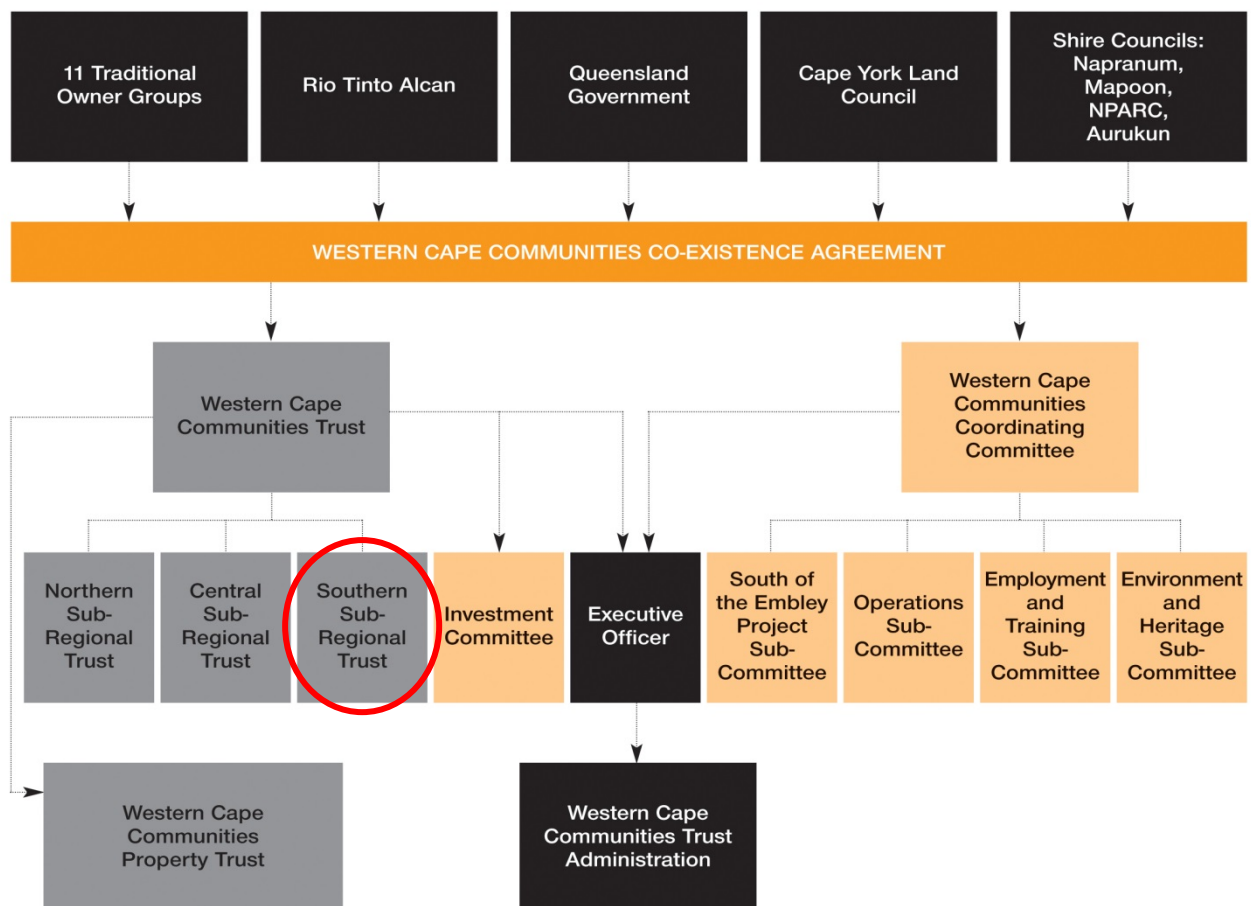 11 Traditional
Owner Groups
Rio Tinto Alcan
Queensland
Government
Cape York Land
Council
Shire Councils:
Napranum,
Mapoon,
NPARC,
Aurukun
WESTERN CAPE COMMUNITIES CO-EXISTENCE AGREEMENT
Western Cape
Communities Trust
Western Cape
Communities
Coordinating
Committee
Northern
Sub-
Regional
Trust
Central
Sub-
Regional
Trust
Southern
Sub-
Regional
Trust
Investment
Committee
Executive
Officer
South of
the Embley
Project
Sub-
Committee
Operations
Sub-
Committee
Employment
and
Training
Sub-
Committee
Environment
and
Heritage
Sub-
Committee
Western Cape
Communities
Property Trust
Western Cape
Communities Trust
Administration